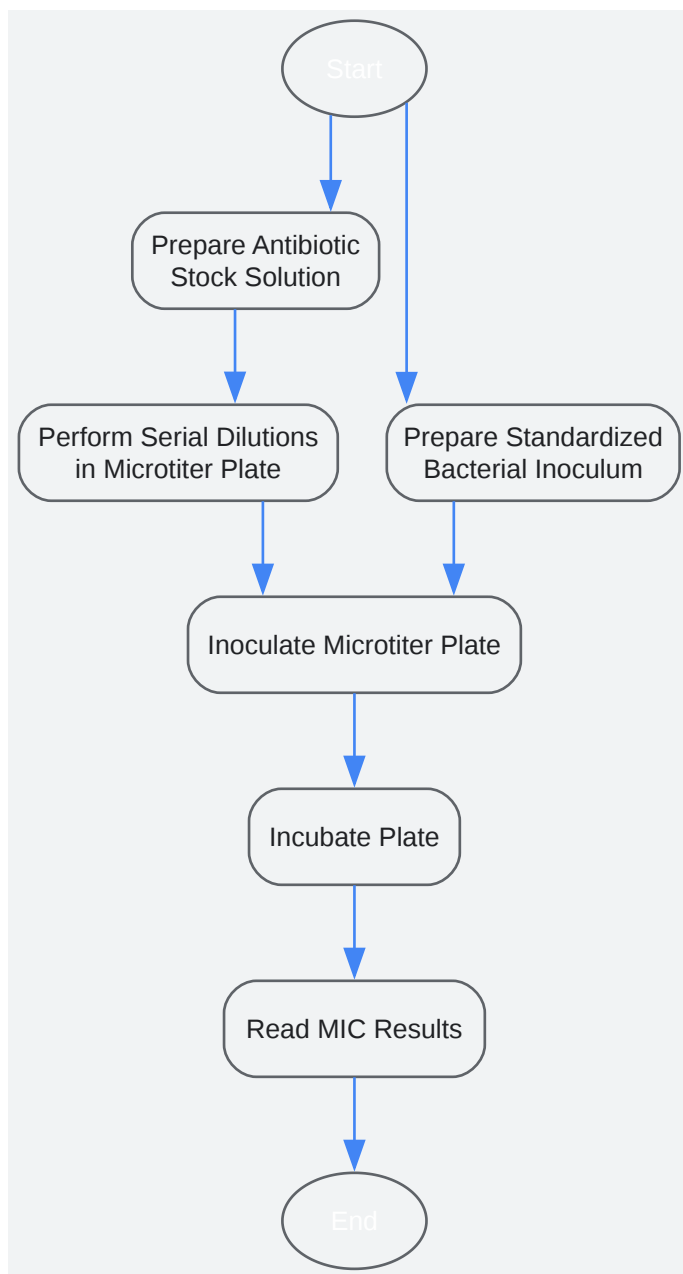 Start
Prepare Antibiotic
Stock Solution
Perform Serial Dilutions
in Microtiter Plate
Prepare Standardized
Bacterial Inoculum
Inoculate Microtiter Plate
Incubate Plate
Read MIC Results
End